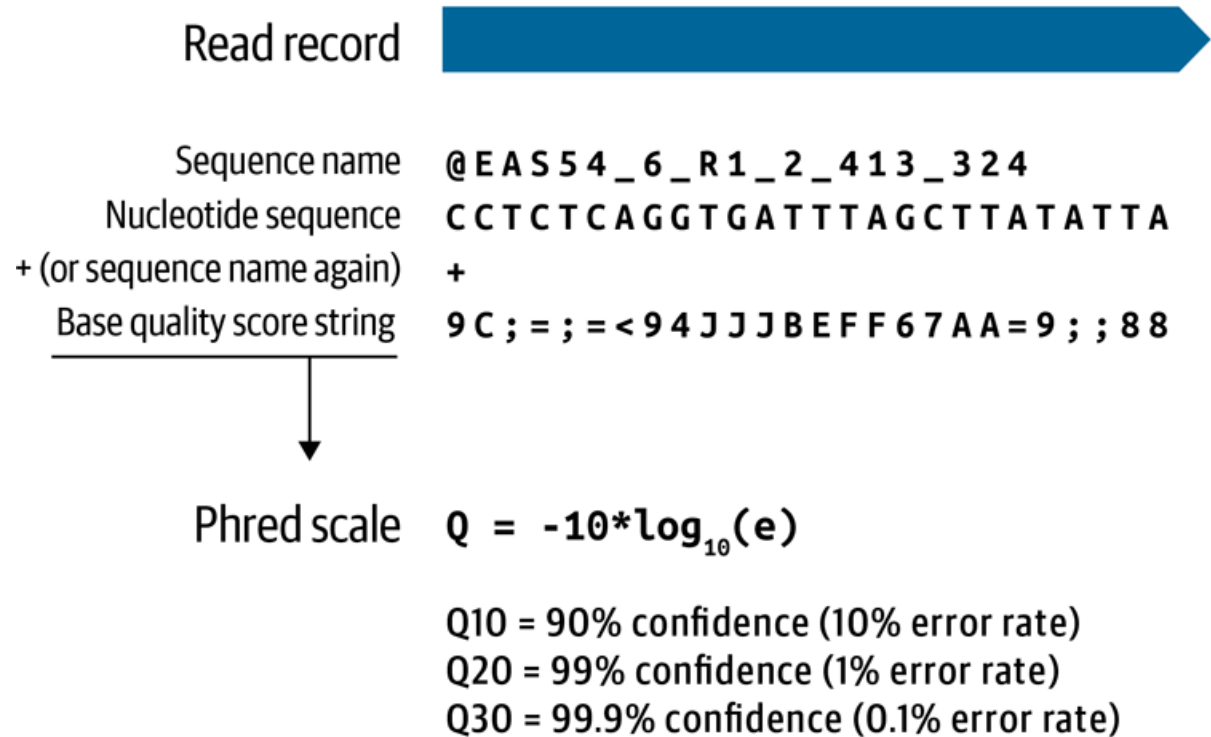 Read record
Sequence name @EAS54_6_R1_2_413_324
Nucleotide sequence CCTCTCAGGTGATTTAGCTTATATTA
+ (or sequence name again) +
Base quality score string 9C;=;=<94JJJBEFF67AA=9;;88
Phred scale Q = -10*log₁₀(e)
Q10 = 90% confidence (10% error rate)
Q20 = 99% confidence (1% error rate)
Q30 = 99.9% confidence (0.1% error rate)